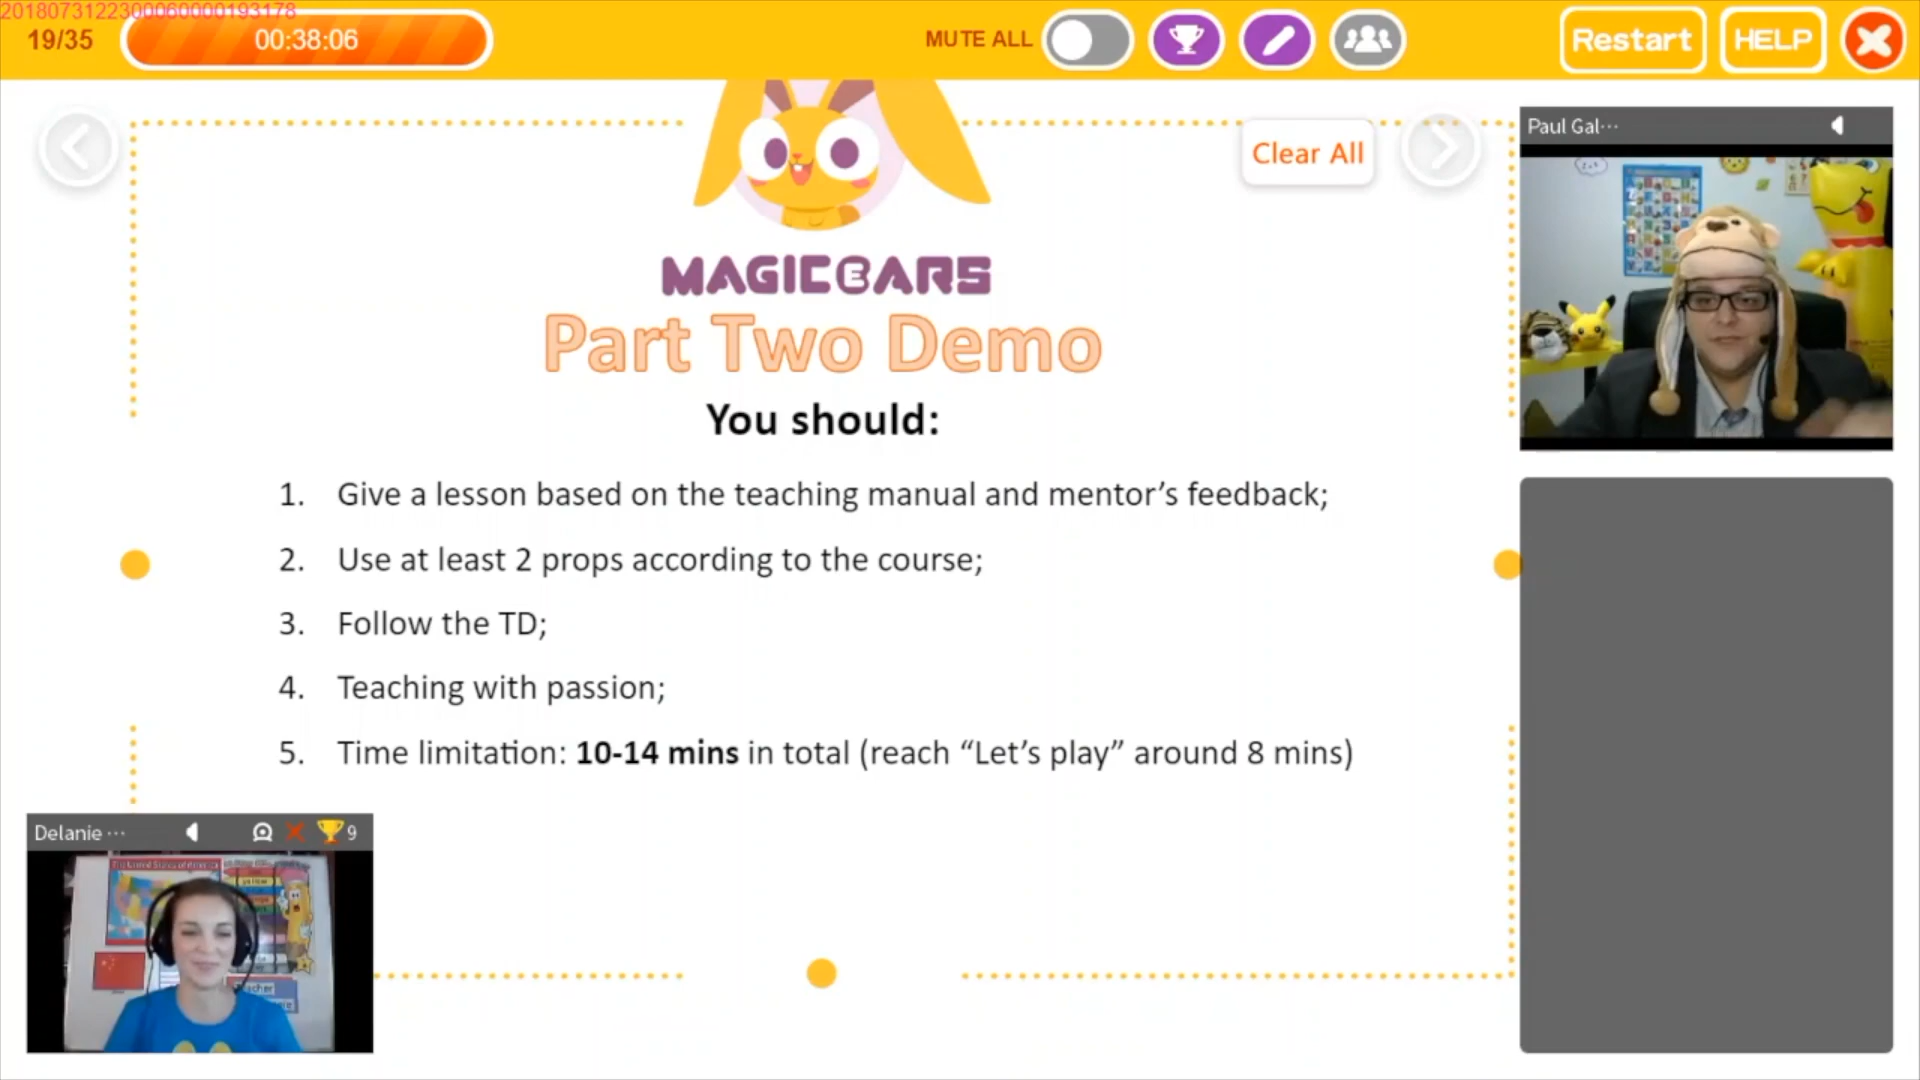 2018073122300060000193178
19/35
00:38:06
MUTE ALL
Restart
HELP
Clear All
Paul Gal···
MAGICEARS
Part Two Demo
You should:
1. Give a lesson based on the teaching manual and mentor’s feedback;
2. Use at least 2 props according to the course;
3. Follow the TD;
4. Teaching with passion;
5. Time limitation: 10-14 mins in total (reach “Let’s play” around 8 mins)
Delanie ···
9